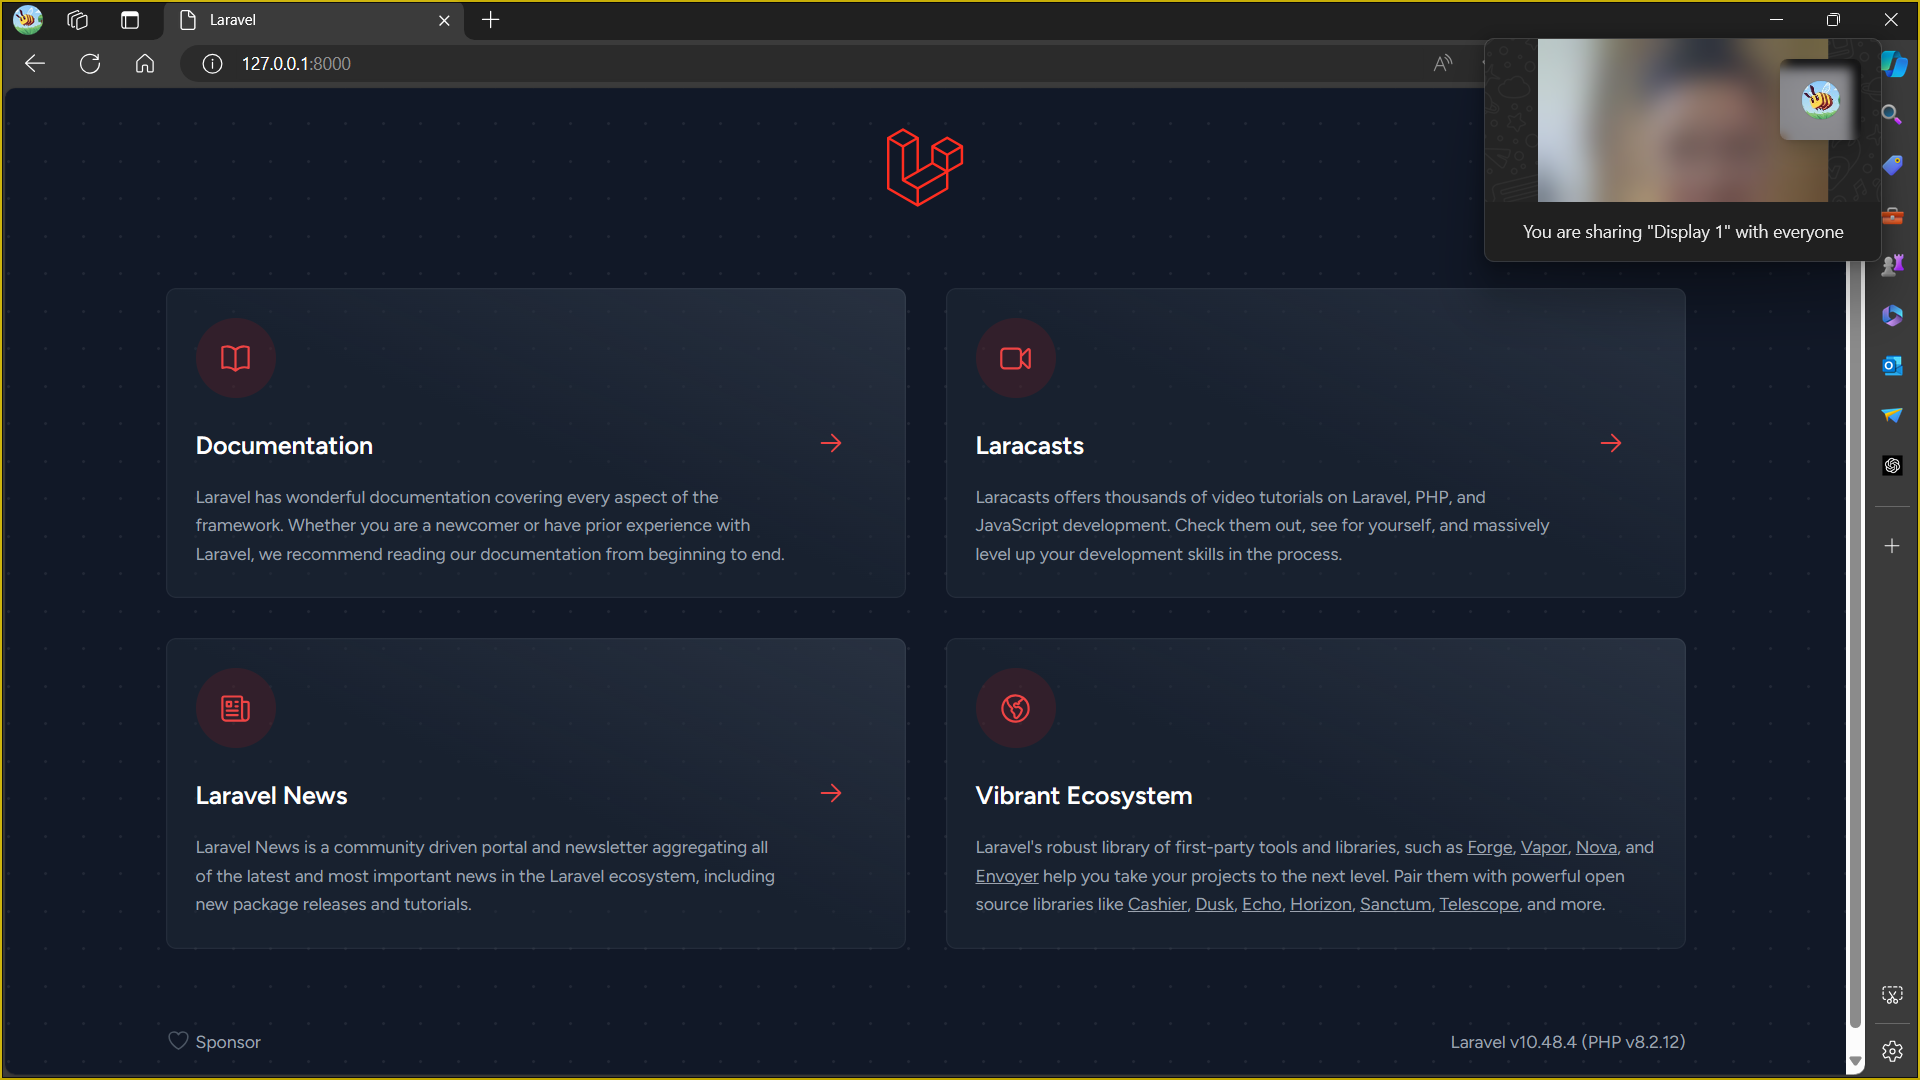 Laravel
127.0.0.1:8000
You are sharing "Display 1" with everyone
Documentation
Laravel has wonderful documentation covering every aspect of the
framework. Whether you are a newcomer or have prior experience with
Laravel, we recommend reading our documentation from beginning to end.
Laracasts
Laracasts offers thousands of video tutorials on Laravel, PHP, and
JavaScript development. Check them out, see for yourself, and massively
level up your development skills in the process.
Laravel News
Laravel News is a community driven portal and newsletter aggregating all
of the latest and most important news in the Laravel ecosystem, including
new package releases and tutorials.
Vibrant Ecosystem
Laravel's robust library of first-party tools and libraries, such as Forge, Vapor, Nova, and
Envoyer help you take your projects to the next level. Pair them with powerful open
source libraries like Cashier, Dusk, Echo, Horizon, Sanctum, Telescope, and more.
Sponsor
Laravel v10.48.4 (PHP v8.2.12)